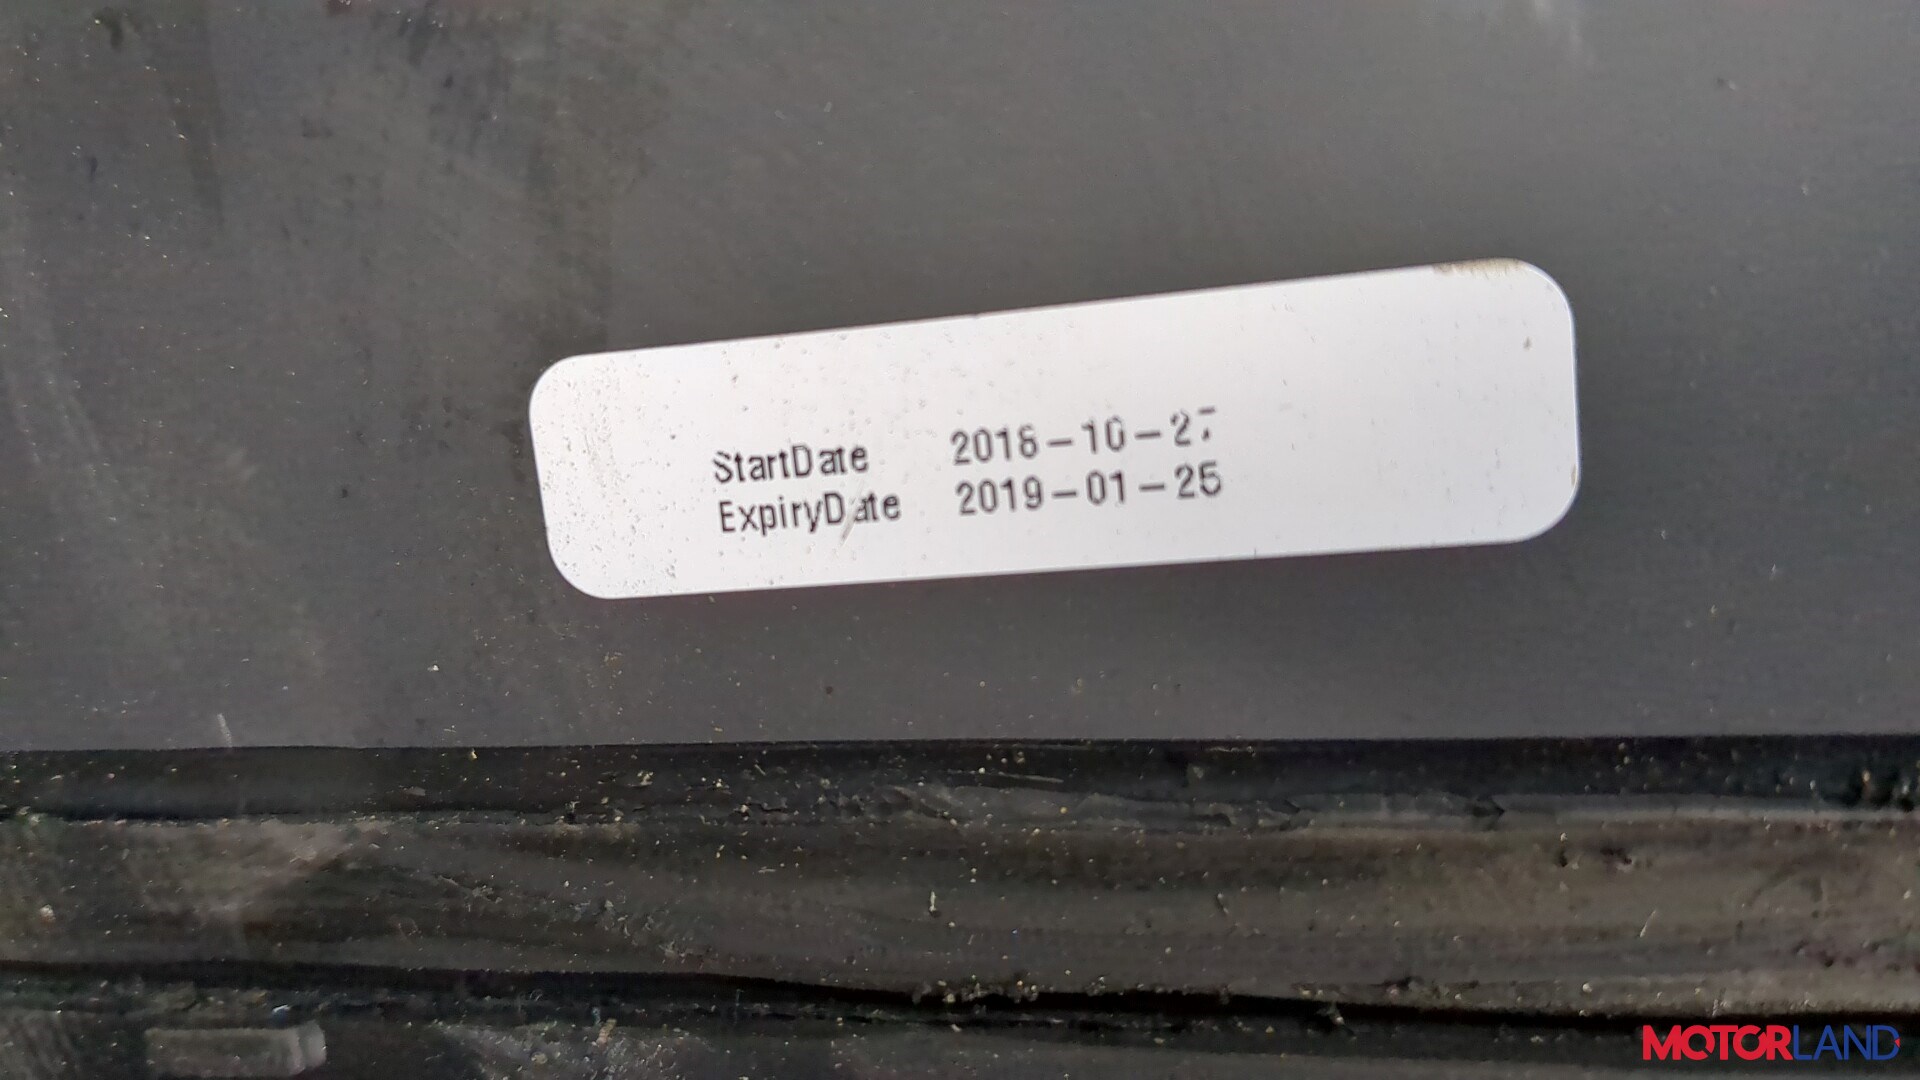 StartDate 2018-10-27
ExpiryDate 2019-01-25
MOTORLAND